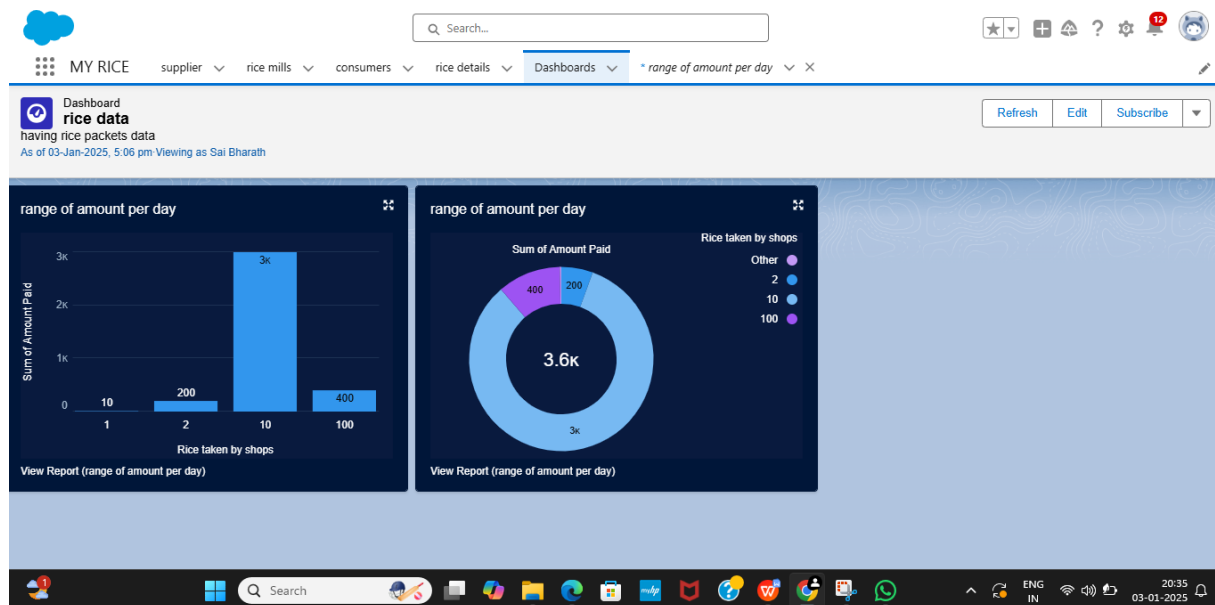 Search...
12
MY RICE
supplier
rice mills
consumers
rice details
Dashboards
* range of amount per day
Dashboard
rice data
having rice packets data
As of 03-Jan-2025, 5:06 pm·Viewing as Sai Bharath
Refresh
Edit
Subscribe
range of amount per day
Sum of Amount Paid
3K
2K
1K
0
10
200
3K
400
1
2
10
100
Rice taken by shops
View Report (range of amount per day)
range of amount per day
Sum of Amount Paid
400
200
3.6K
3K
Rice taken by shops
Other
2
10
100
View Report (range of amount per day)
1
Search
myhp
W
ENG
IN
20:35
03-01-2025